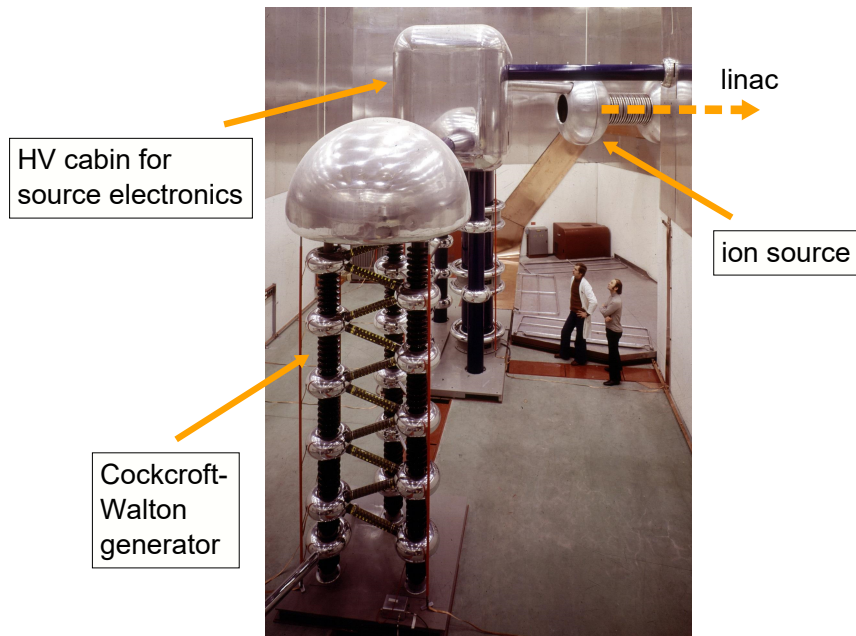 linac
HV cabin for
source electronics
ion source
Cockcroft-
Walton
generator